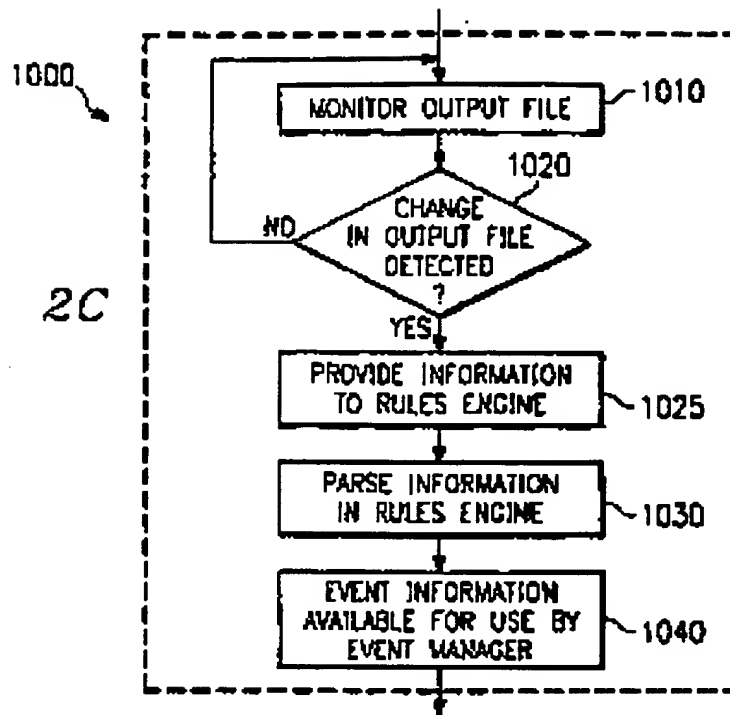 1000
MONITOR OUTPUT FILE
1010
1020
CHANGE
IN OUTPUT FILE
DETECTED
?
NO
2C
YES
PROVIDE INFORMATION
TO RULES ENGINE
1025
PARSE INFORMATION
IN RULES ENGINE
1030
EVENT INFORMATION
AVAILABLE FOR USE BY
EVENT MANAGER
1040